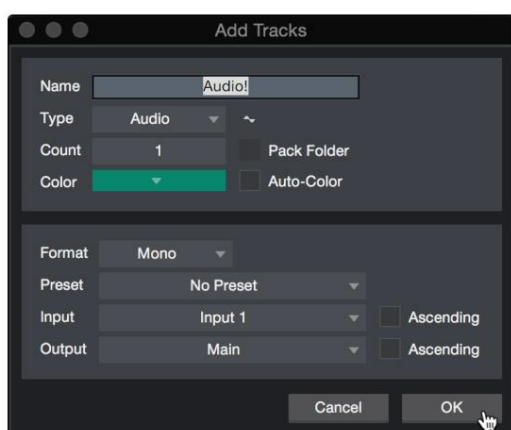 Add Tracks
Name Audio!
Type Audio
Count 1 Pack Folder
Color Auto-Color
Format Mono
Preset No Preset
Input Input 1 Ascending
Output Main Ascending
Cancel OK